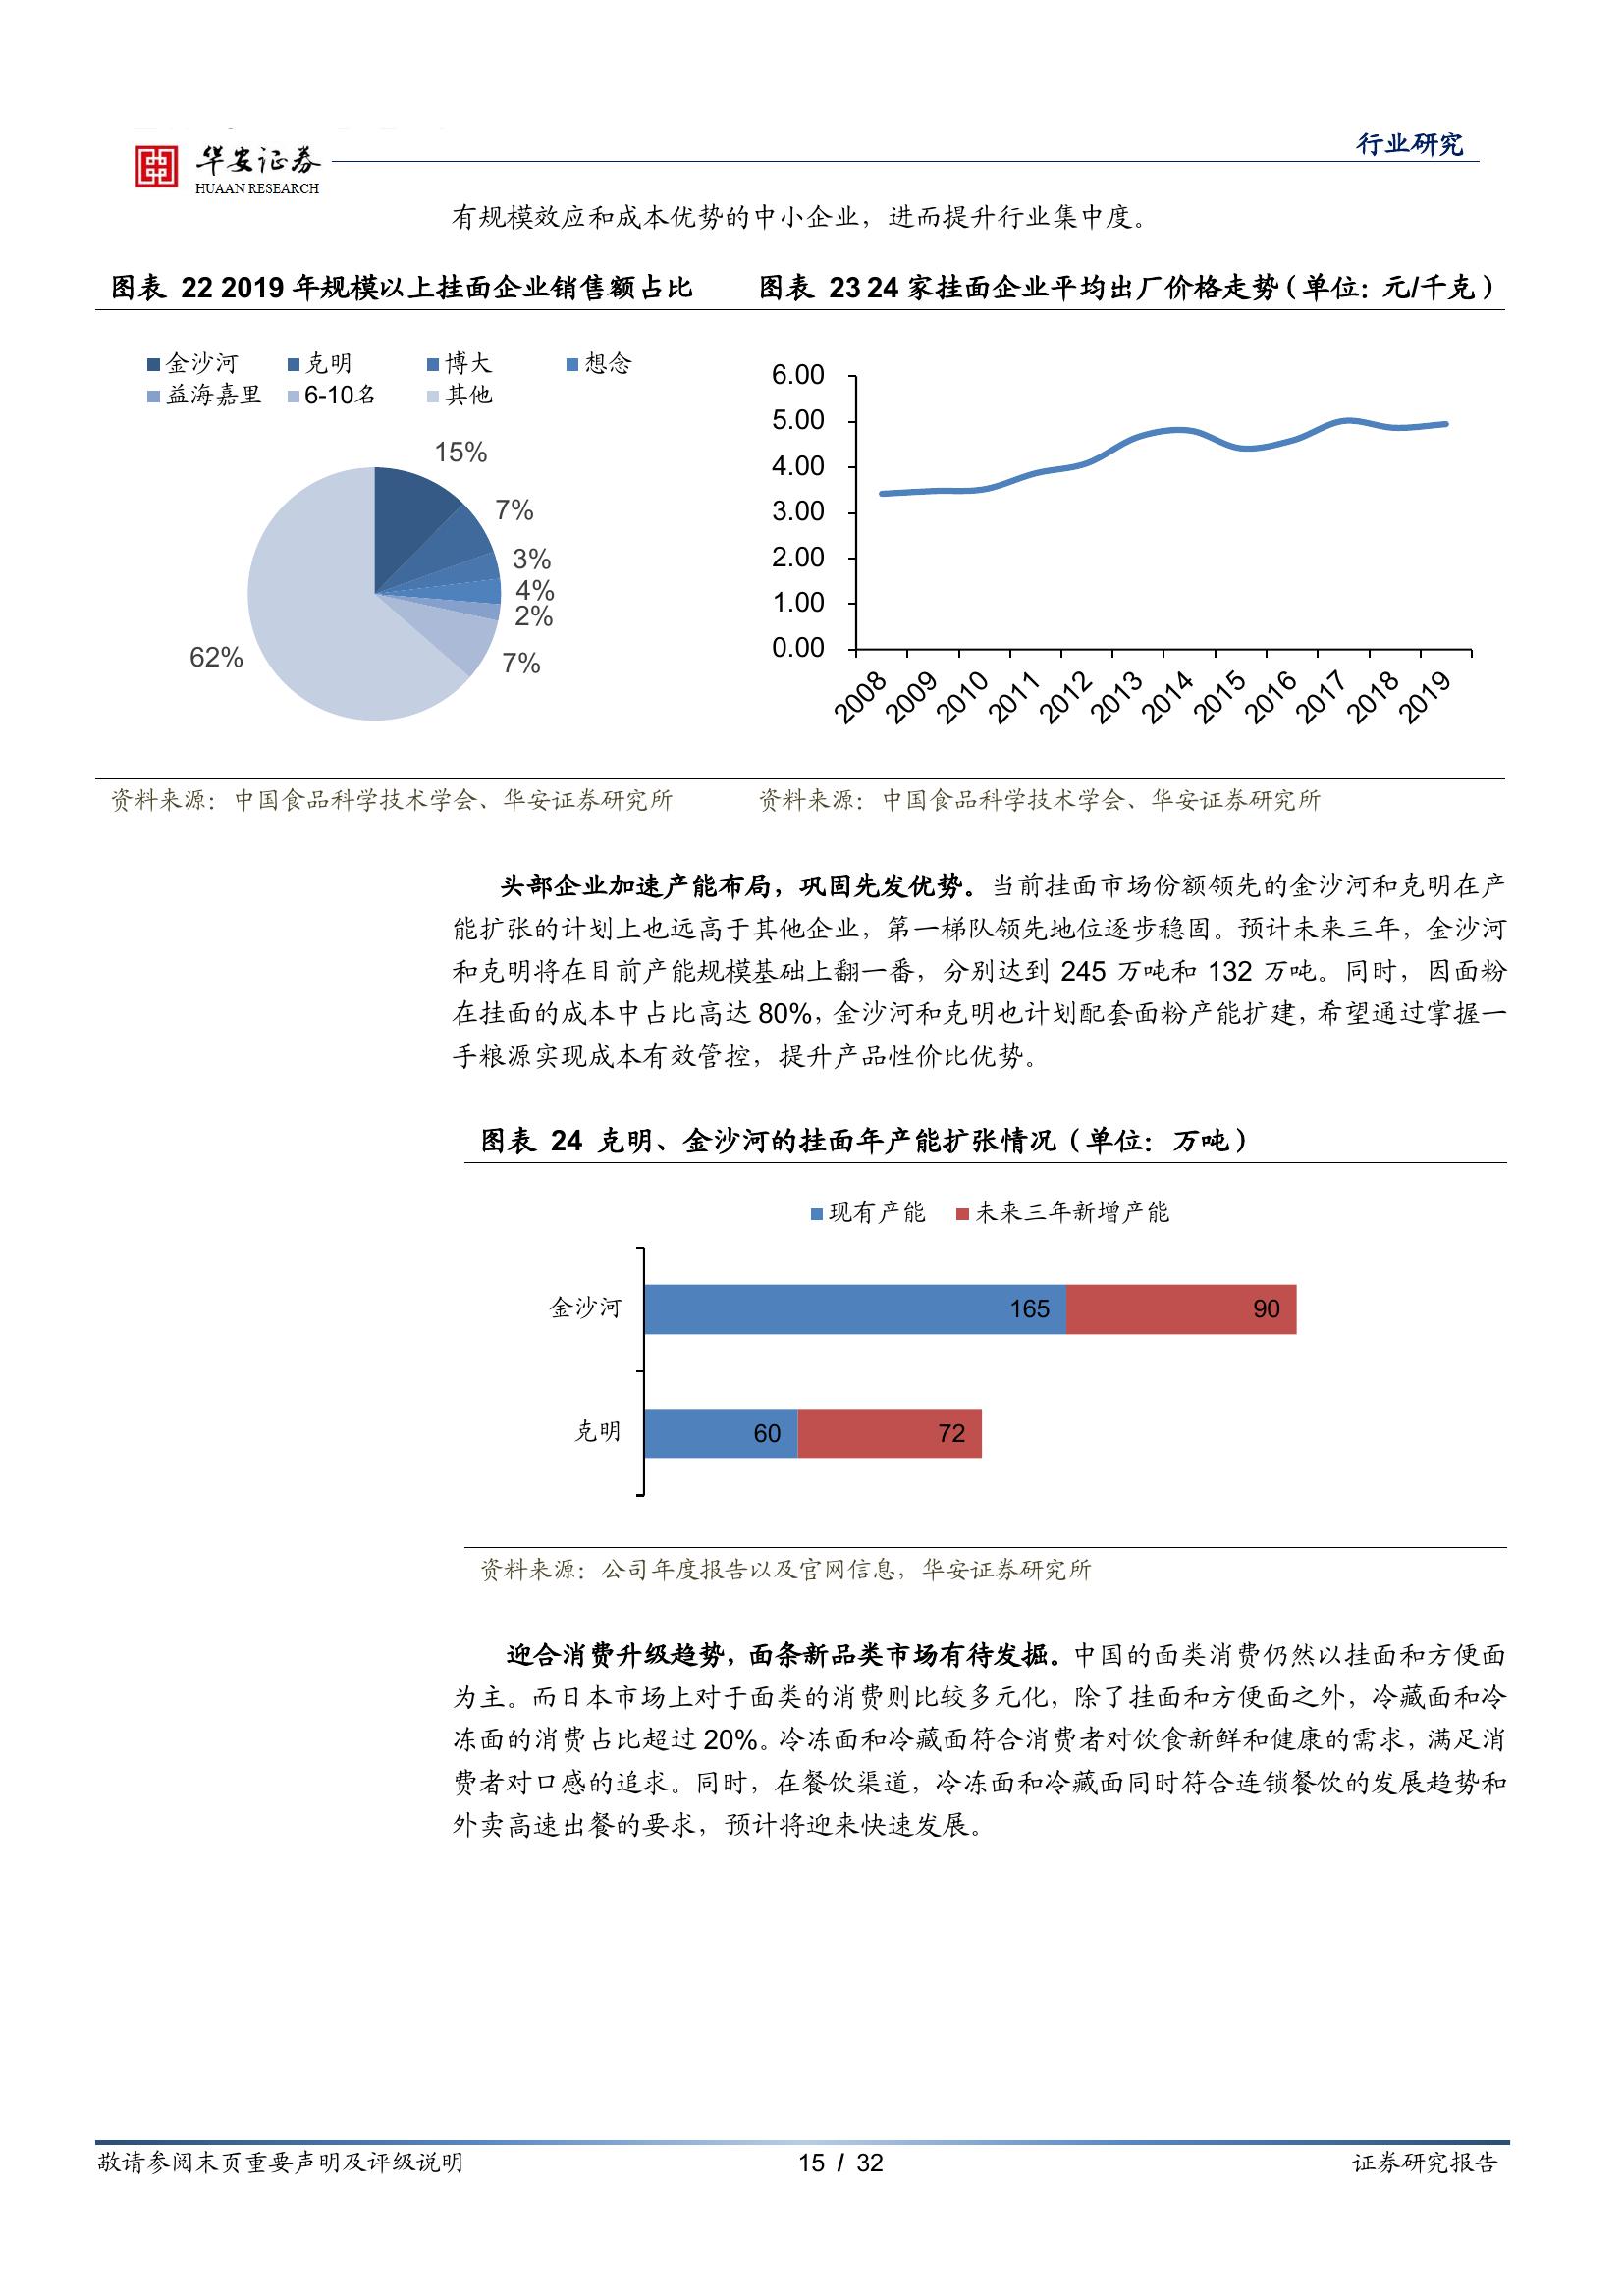 华安证券
HUAAN RESEARCH
行业研究
有规模效应和成本优势的中小企业，进而提升行业集中度。
图表 22 2019 年规模以上挂面企业销售额占比
金沙河 克明 博大 想念
益海嘉里 6-10名 其他
15%
7%
3%
4%
2%
7%
62%
资料来源：中国食品科学技术学会、华安证券研究所
图表 23 24 家挂面企业平均出厂价格走势（单位：元/千克）
6.00
5.00
4.00
3.00
2.00
1.00
0.00
2008 2009 2010 2011 2012 2013 2014 2015 2016 2017 2018 2019
资料来源：中国食品科学技术学会、华安证券研究所
头部企业加速产能布局，巩固先发优势。当前挂面市场份额领先的金沙河和克明在产
能扩张的计划上也远高于其他企业，第一梯队领先地位逐步稳固。预计未来三年，金沙河
和克明将在目前产能规模基础上翻一番，分别达到 245 万吨和 132 万吨。同时，因面粉
在挂面的成本中占比高达 80%，金沙河和克明也计划配套面粉产能扩建，希望通过掌握一
手粮源实现成本有效管控，提升产品性价比优势。
图表 24 克明、金沙河的挂面年产能扩张情况（单位：万吨）
现有产能 未来三年新增产能
金沙河 165 90
克明 60 72
资料来源：公司年度报告以及官网信息，华安证券研究所
迎合消费升级趋势，面条新品类市场有待发掘。中国的面类消费仍然以挂面和方便面
为主。而日本市场上对于面类的消费则比较多元化，除了挂面和方便面之外，冷藏面和冷
冻面的消费占比超过 20%。冷冻面和冷藏面符合消费者对饮食新鲜和健康的需求，满足消
费者对口感的追求。同时，在餐饮渠道，冷冻面和冷藏面同时符合连锁餐饮的发展趋势和
外卖高速出餐的要求，预计将迎来快速发展。
敬请参阅末页重要声明及评级说明
15 / 32
证券研究报告